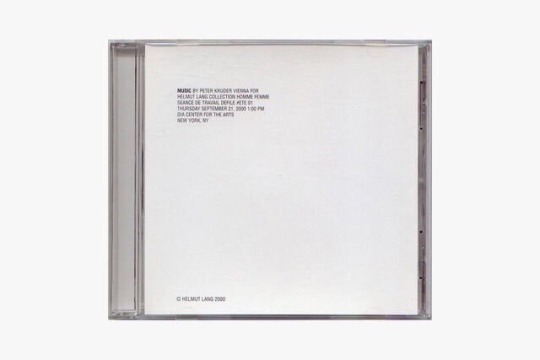 MUSIC BY PETER KRUDER VIENNA FOR
HELMUT LANG COLLECTION HOMME FEMME
SEANCE DE TRAVAIL DEFILE #ETE 01
THURSDAY SEPTEMBER 21, 2000 1:00 PM
DIA CENTER FOR THE ARTS
NEW YORK, NY
© HELMUT LANG 2000